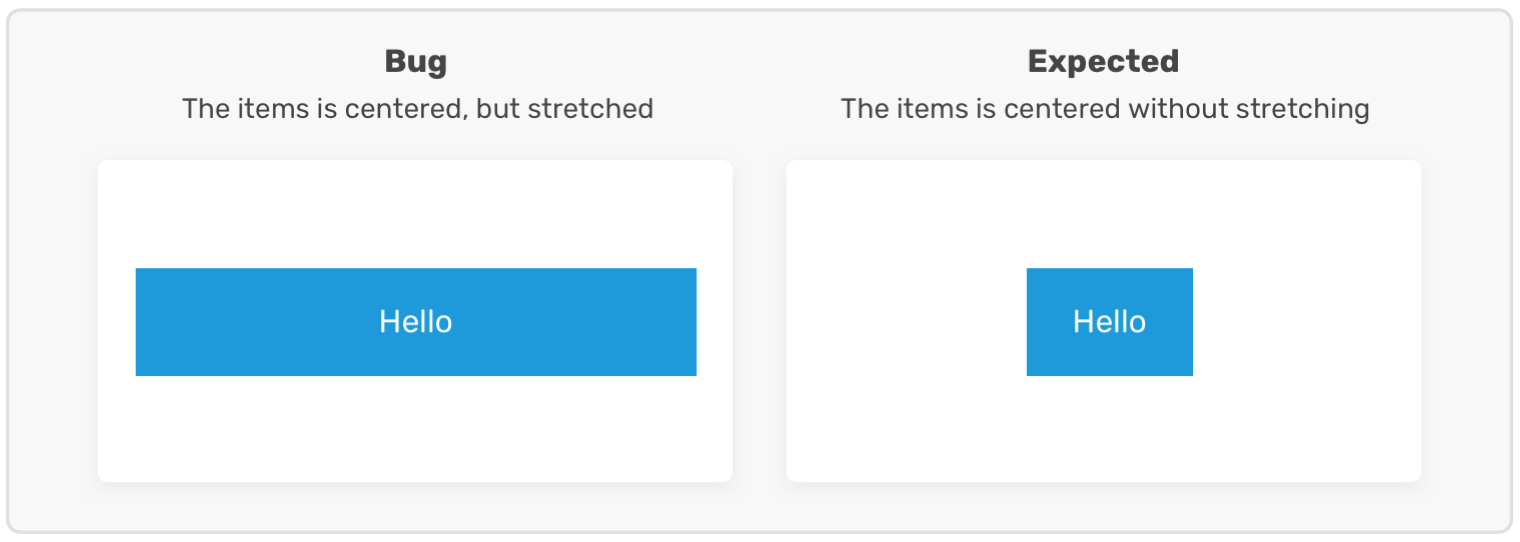 Bug
The items is centered, but stretched
Hello
Expected
The items is centered without stretching
Hello